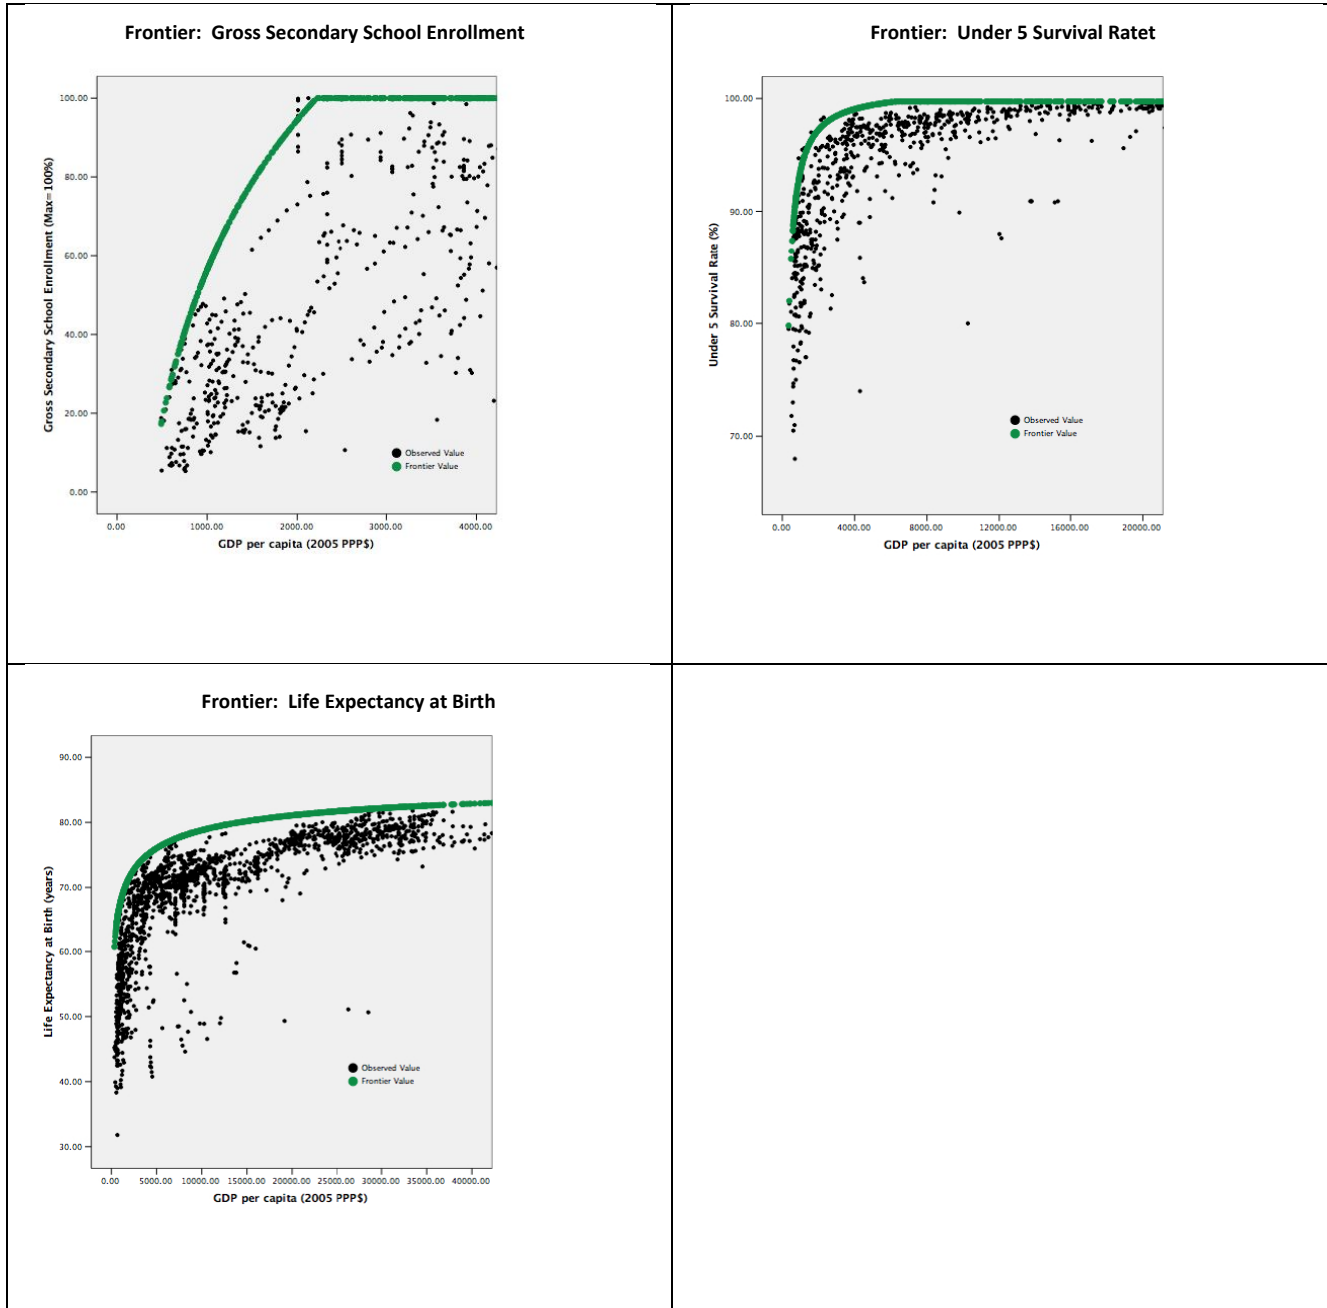 Frontier:  Gross Secondary School Enrollment
Gross Secondary School Enrollment (Max=100%)
100.00
80.00
60.00
40.00
20.00
0.00
Observed Value
Frontier Value
0.00 1000.00 2000.00 3000.00 4000.00
GDP per capita (2005 PPP$)
Frontier:  Under 5 Survival Ratet
Under 5 Survival Rate (%)
100.00
90.00
80.00
70.00
Observed Value
Frontier Value
0.00 4000.00 8000.00 12000.00 16000.00 20000.00
GDP per capita (2005 PPP$)
Frontier:  Life Expectancy at Birth
Life Expectancy at Birth (years)
90.00
80.00
70.00
60.00
50.00
40.00
30.00
Observed Value
Frontier Value
0.00 5000.00 10000.00 15000.00 20000.00 25000.00 30000.00 35000.00 40000.00
GDP per capita (2005 PPP$)